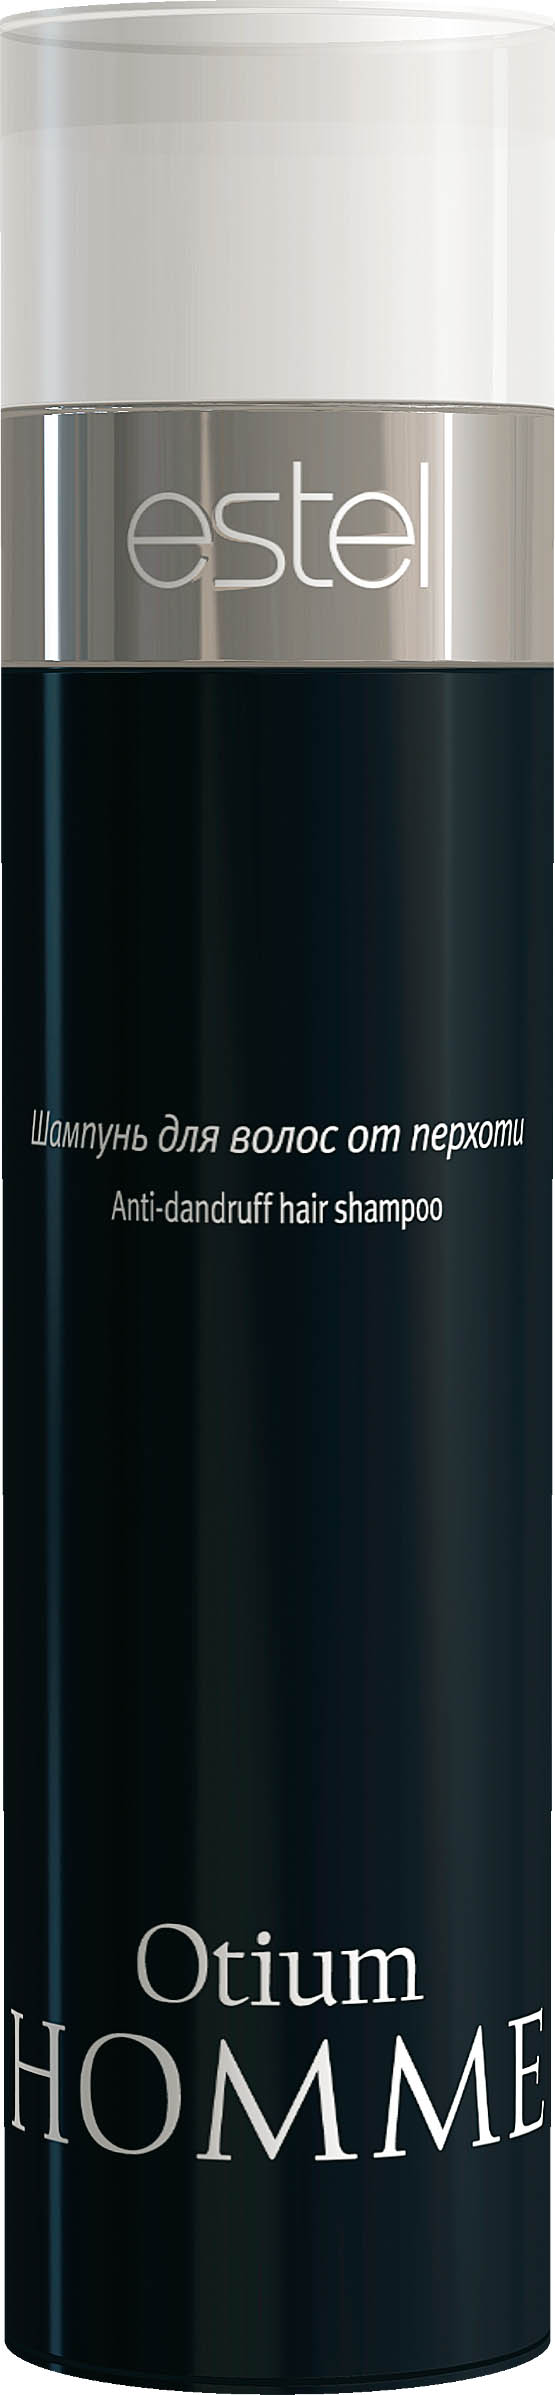 estel
Шампунь для волос от перхоти
Anti-dandruff hair shampoo
Otium
HOMME